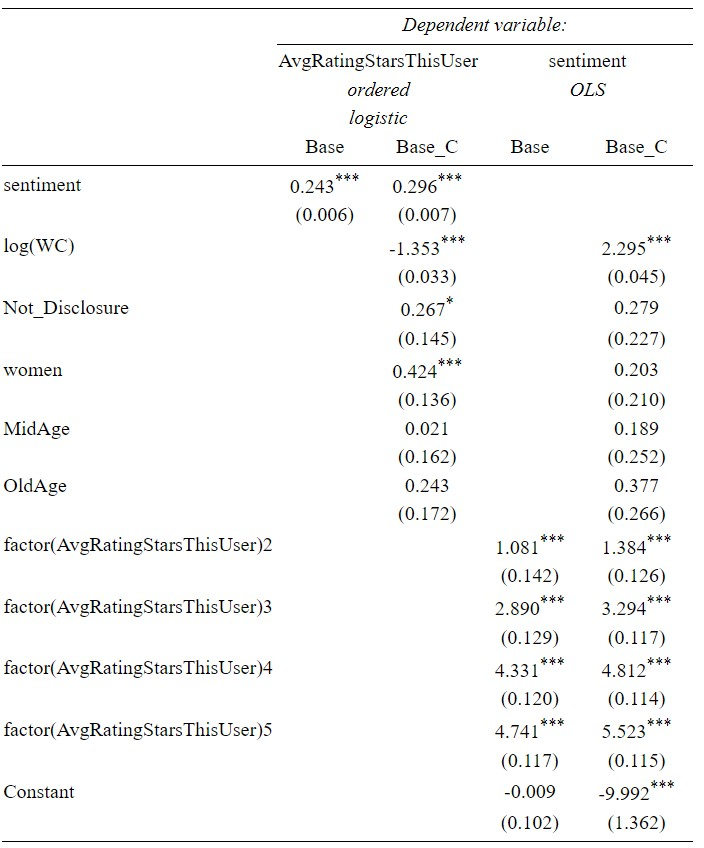 Dependent variable:
AvgRatingStarsThisUser sentiment
ordered OLS
logistic
Base Base_C Base Base_C
sentiment 0.243*** 0.296***
(0.006) (0.007)
log(WC) -1.353*** 2.295***
(0.033) (0.045)
Not_Disclosure 0.267* 0.279
(0.145) (0.227)
women 0.424*** 0.203
(0.136) (0.210)
MidAge 0.021 0.189
(0.162) (0.252)
OldAge 0.243 0.377
(0.172) (0.266)
factor(AvgRatingStarsThisUser)2 1.081*** 1.384***
(0.142) (0.126)
factor(AvgRatingStarsThisUser)3 2.890*** 3.294***
(0.129) (0.117)
factor(AvgRatingStarsThisUser)4 4.331*** 4.812***
(0.120) (0.114)
factor(AvgRatingStarsThisUser)5 4.741*** 5.523***
(0.117) (0.115)
Constant -0.009 -9.992***
(0.102) (1.362)